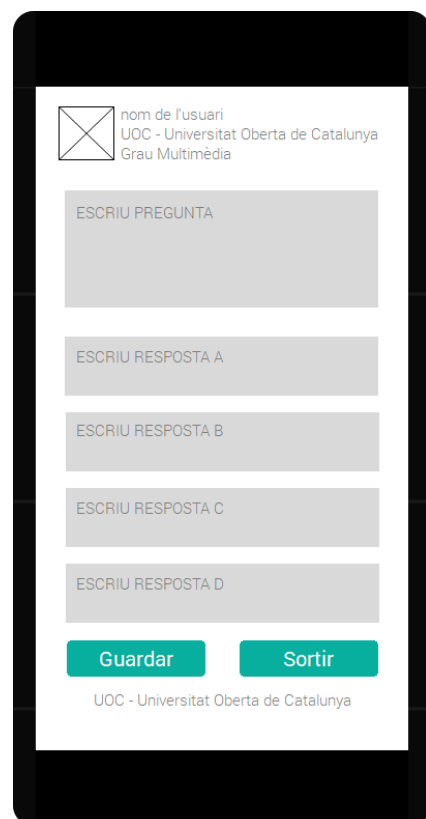 nom de l'usuari
UOC - Universitat Oberta de Catalunya
Grau Multimèdia
ESCRIU PREGUNTA
ESCRIU RESPOSTA A
ESCRIU RESPOSTA B
ESCRIU RESPOSTA C
ESCRIU RESPOSTA D
Guardar Sortir
UOC - Universitat Oberta de Catalunya